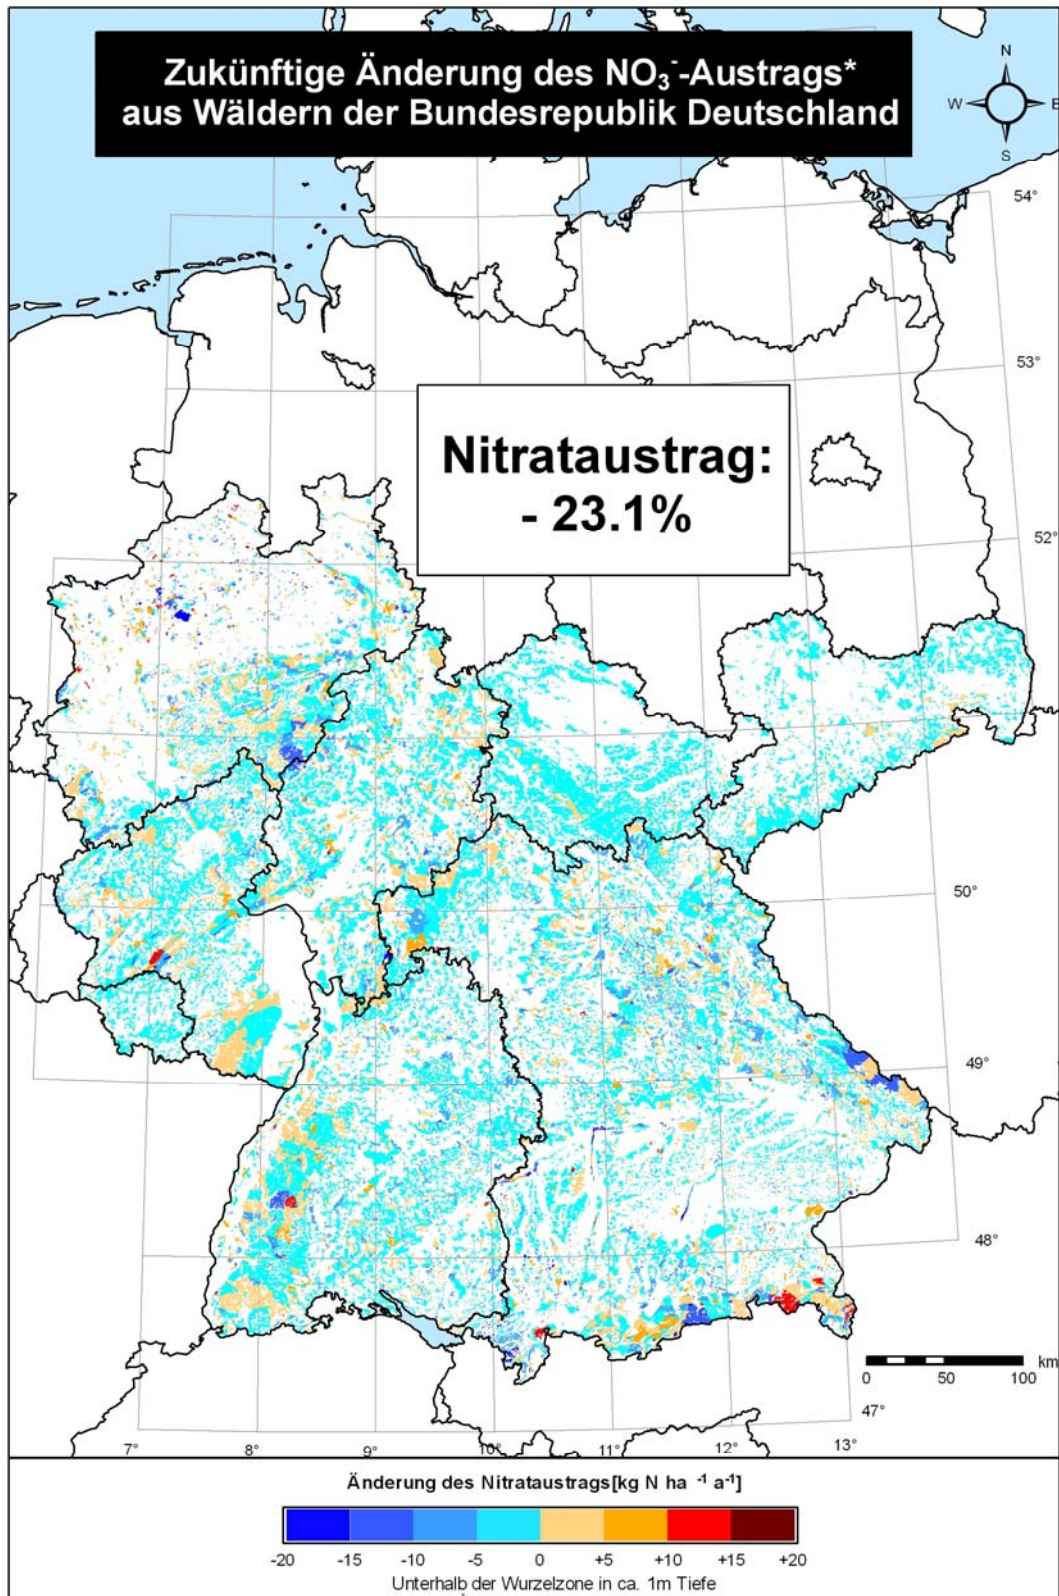 Zukünftige Änderung des NO₃⁻-Austrags*
aus Wäldern der Bundesrepublik Deutschland
N
W E
S
54°
53°
Nitrataustrag:
- 23.1%
52°
51°
50°
49°
48°
km
0 50 100
47°
7° 8° 9° 10° 11° 12° 13°
Änderung des Nitrataustrags[kg N ha ⁻¹ a⁻¹]
-20 -15 -10 -5 0 +5 +10 +15 +20
Unterhalb der Wurzelzone in ca. 1m Tiefe